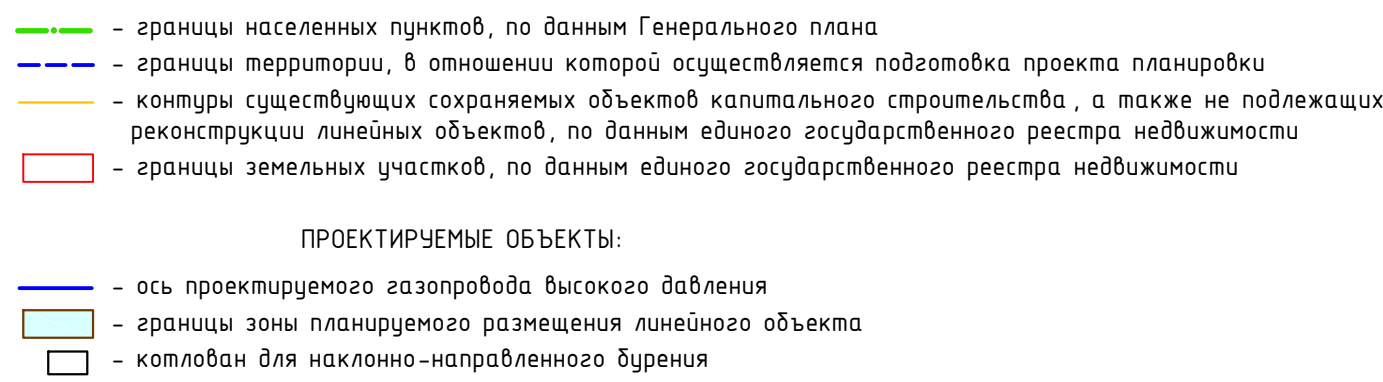 - границы населенных пунктов, по данным Генерального плана
- границы территории, в отношении которой осуществляется подготовка проекта планировки
- контуры существующих сохраняемых объектов капитального строительства, а также не подлежащих
реконструкции линейных объектов, по данным единого государственного реестра недвижимости
- границы земельных участков, по данным единого государственного реестра недвижимости
ПРОЕКТИРУЕМЫЕ ОБЪЕКТЫ:
- ось проектируемого газопровода высокого давления
- границы зоны планируемого размещения линейного объекта
- котлован для наклонно-направленного бурения